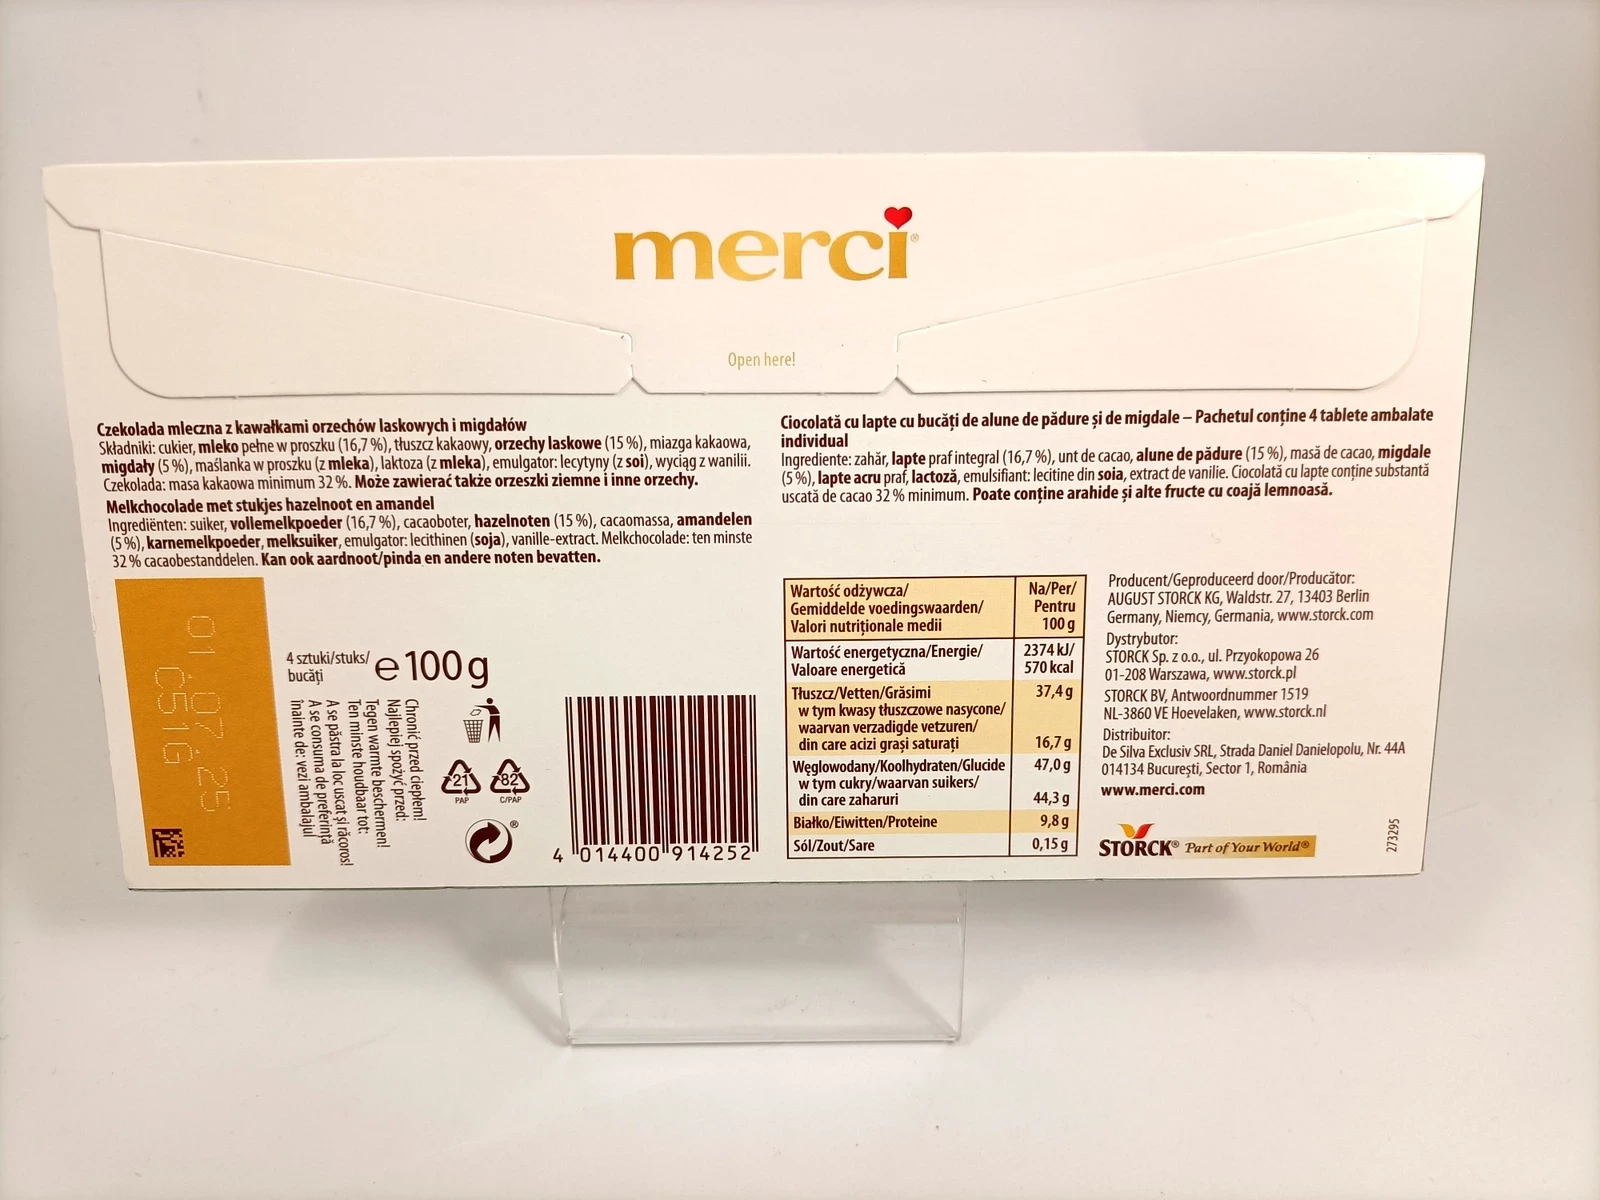 merci®
Open here!
Czekolada mleczna z kawałkami orzechów laskowych i migdałów
Składniki: cukier, mleko pełne w proszku (16,7 %), tłuszcz kakaowy, orzechy laskowe (15 %), miazga kakaowa,
migdały (5 %), maślanka w proszku (z mleka), laktoza (z mleka), emulgator: lecytyny (z soi), wyciąg z wanilii.
Czekolada: masa kakaowa minimum 32 %. Może zawierać także orzeszki ziemne i inne orzechy.
Melkchocolade met stukjes hazelnoot en amandel
Ingrediënten: suiker, vollemelkpoeder (16,7 %), cacaoboter, hazelnoten (15 %), cacaomassa, amandelen
(5 %), karnemelkpoeder, melksuiker, emulgator: lecithinen (soja), vanille-extract. Melkchocolade: ten minste
32 % cacaobestanddelen. Kan ook aardnoot/pinda en andere noten bevatten.
Ciocolată cu lapte cu bucăți de alune de pădure și de migdale – Pachetul conține 4 tablete ambalate
individual
Ingrediente: zahăr, lapte praf integral (16,7 %), unt de cacao, alune de pădure (15 %), masă de cacao, migdale
(5 %), lapte acru praf, lactoză, emulsifiant: lecitine din soia, extract de vanilie. Ciocolată cu lapte conține substantă
uscată de cacao 32 % minimum. Poate conține arahide și alte fructe cu coajă lemnoasă.
01.07.25
C51G
4 sztuki/stuks/
bucăți
e 100 g
Chronić przed ciepłem!
Najlepiej spożyć przed:
Tegen warmte beschermen!
Ten minste houdbaar tot:
A se păstra la loc uscat și răcoros!
A se consuma de preferință
înainte de: vezi ambalajul
21
PAP
82
C/PAP
®
4 014400 914252
Wartość odżywcza/
Gemiddelde voedingswaarden/
Valori nutriționale medii
Na/Per/
Pentru
100 g
Wartość energetyczna/Energie/
Valoare energetică
2374 kJ/
570 kcal
Tłuszcz/Vetten/Grăsimi
37,4 g
w tym kwasy tłuszczowe nasycone/
waarvan verzadigde vetzuren/
din care acizi grași saturați
16,7 g
Węglowodany/Koolhydraten/Glucide
47,0 g
w tym cukry/waarvan suikers/
din care zaharuri
44,3 g
Białko/Eiwitten/Proteine
9,8 g
Sól/Zout/Sare
0,15 g
Producent/Geproduceerd door/Producător:
AUGUST STORCK KG, Waldstr. 27, 13403 Berlin
Germany, Niemcy, Germania, www.storck.com
Dystrybutor:
STORCK Sp. z o.o., ul. Przyokopowa 26
01-208 Warszawa, www.storck.pl
STORCK BV, Antwoordnummer 1519
NL-3860 VE Hoevelaken, www.storck.nl
Distribuitor:
De Silva Exclusiv SRL, Strada Daniel Danielopolu, Nr. 44A
014134 București, Sector 1, România
www.merci.com
STORCK® Part of Your World®
273295